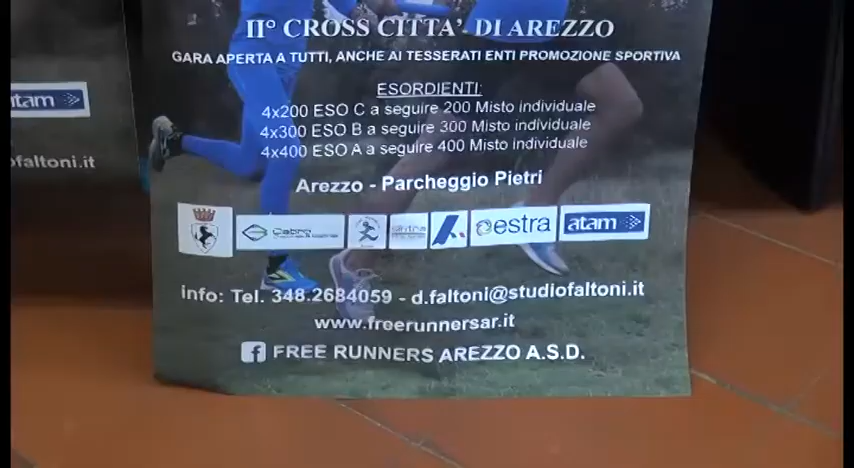 II° CROSS CITTA' DI AREZZO
GARA APERTA A TUTTI, ANCHE AI TESSERATI ENTI PROMOZIONE SPORTIVA
ESORDIENTI:
4x200 ESO C a seguire 200 Misto individuale
4x300 ESO B a seguire 300 Misto individuale
4x400 ESO A a seguire 400 Misto individuale
Arezzo - Parcheggio Pietri
estra
atam
info: Tel. 348.2684059 - d.faltoni@studiofaltoni.it
www.freerunnersar.it
f FREE RUNNERS AREZZO A.S.D.
atam
faltoni.it